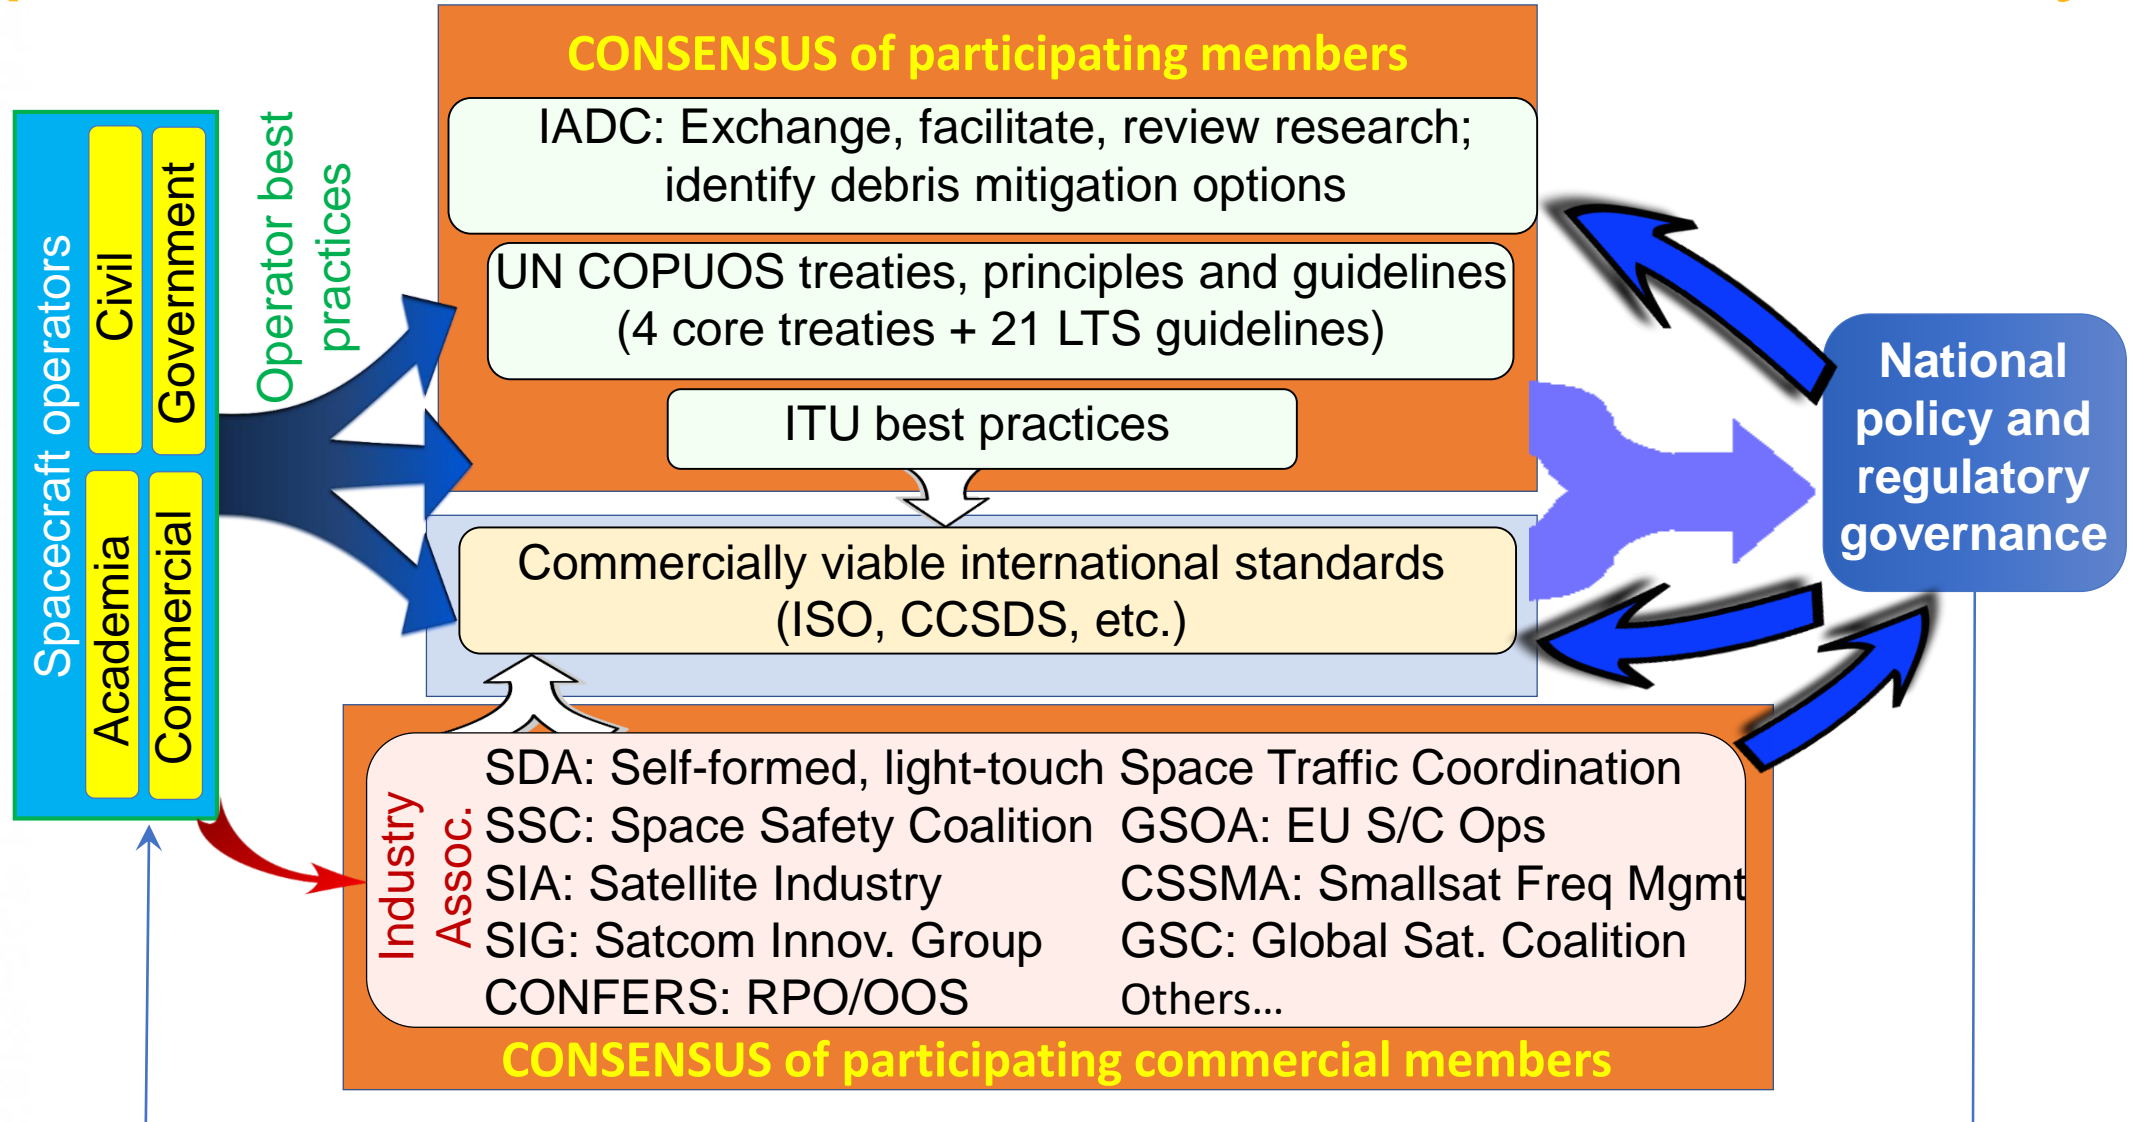 CONSENSUS of participating members
IADC: Exchange, facilitate, review research;
identify debris mitigation options
UN COPUOS treaties, principles and guidelines
(4 core treaties + 21 LTS guidelines)
ITU best practices
Spacecraft operators
Civil
Government
Academia
Commercial
Operator best
practices
Commercially viable international standards
(ISO, CCSDS, etc.)
National
policy and
regulatory
governance
Industry
Assoc.
SDA: Self-formed, light-touch Space Traffic Coordination
SSC: Space Safety Coalition
GSOA: EU S/C Ops
SIA: Satellite Industry
CSSMA: Smallsat Freq Mgmt
SIG: Satcom Innov. Group
GSC: Global Sat. Coalition
CONFERS: RPO/OOS
Others...
CONSENSUS of participating commercial members